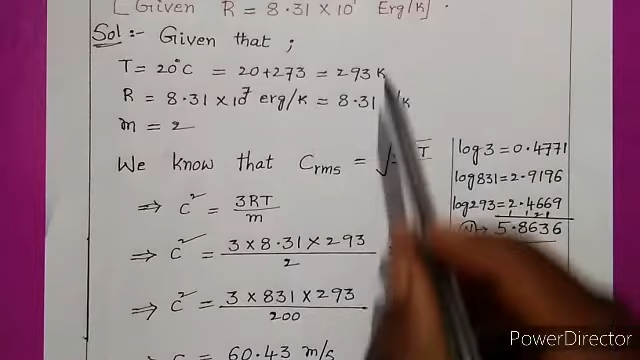 [Given R = 8.31 × 10⁷ Erg/K].
Sol :- Given that ;
T = 20°C = 20+273 = 293 K
R = 8.31 × 10⁷ erg/K = 8.31 /K
m = 2
We know that Crms = √ T
⇒ c² = 3RT/m
⇒ c² = 3 × 8.31 × 293/2
⇒ c² = 3 × 831 × 293/200
60.43 m/s
log 3 = 0.4771
log 831 = 2.9196
log 293 = 2.4669
5.8636
PowerDirector